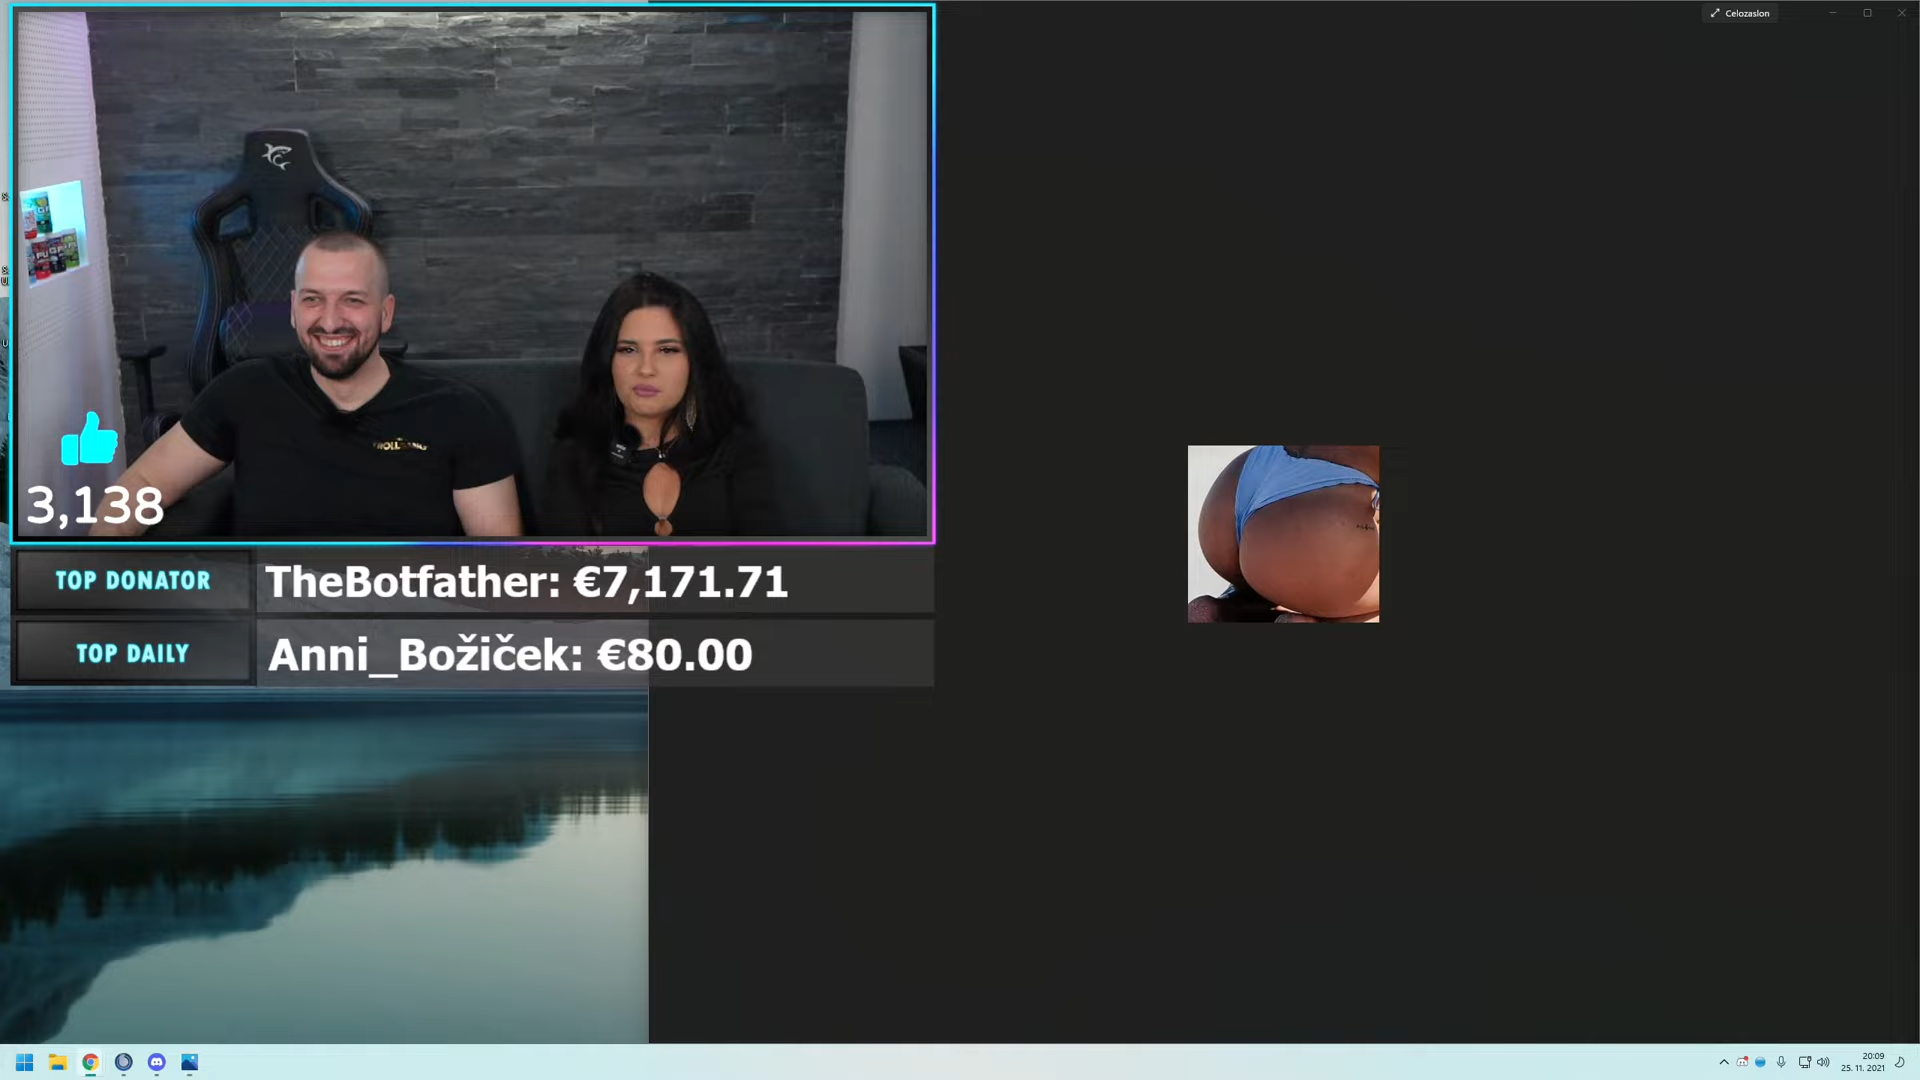 Celozaslon
3,138
TOP DONATOR
TheBotfather: €7,171.71
TOP DAILY
Anni_Božiček: €80.00
20:09
25. 11. 2021